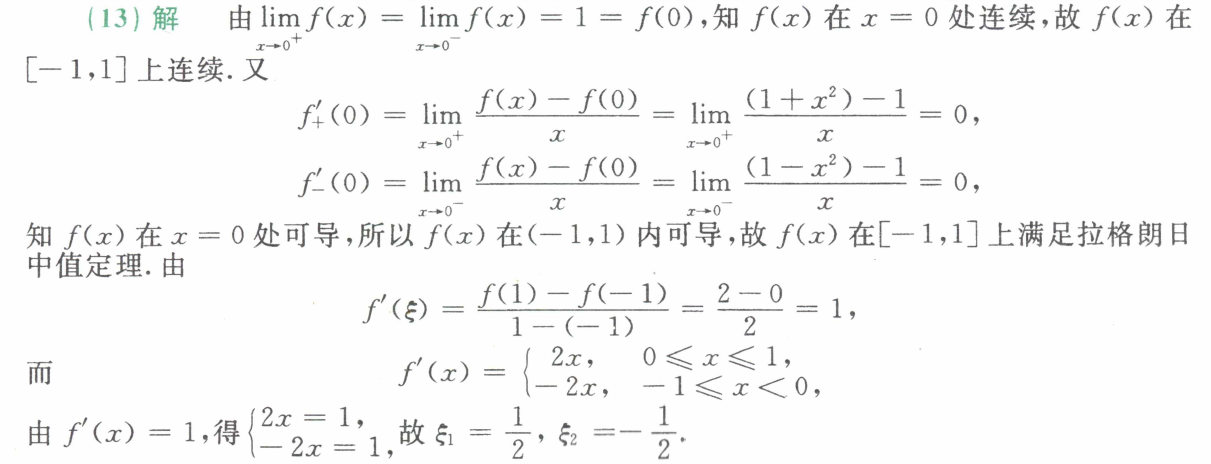 (13) 解 由 $\lim\limits_{x \to 0^+} f(x) = \lim\limits_{x \to 0^-} f(x) = 1 = f(0)$,知 $f(x)$ 在 $x = 0$ 处连续,故 $f(x)$ 在
$[-1,1]$ 上连续. 又
$f'_+(0) = \lim\limits_{x \to 0^+} \frac{f(x) - f(0)}{x} = \lim\limits_{x \to 0^+} \frac{(1 + x^2) - 1}{x} = 0,$
$f'_-(0) = \lim\limits_{x \to 0^-} \frac{f(x) - f(0)}{x} = \lim\limits_{x \to 0^-} \frac{(1 - x^2) - 1}{x} = 0,$
知 $f(x)$ 在 $x = 0$ 处可导,所以 $f(x)$ 在$(-1,1)$ 内可导,故 $f(x)$ 在$[-1,1]$ 上满足拉格朗日
中值定理. 由
$f'(\xi) = \frac{f(1) - f(-1)}{1 - (-1)} = \frac{2 - 0}{2} = 1,$
而 $f'(x) = \begin{cases} 2x, & 0 \leqslant x \leqslant 1, \\ -2x, & -1 \leqslant x < 0, \end{cases}$
由 $f'(x) = 1$,得$\begin{cases} 2x = 1, \\ -2x = 1, \end{cases}$故 $\xi_1 = \frac{1}{2}$, $\xi_2 = -\frac{1}{2}$.